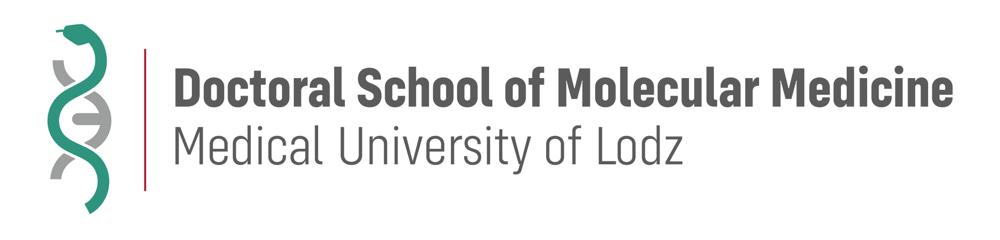 Doctoral School of Molecular Medicine
Medical University of Lodz